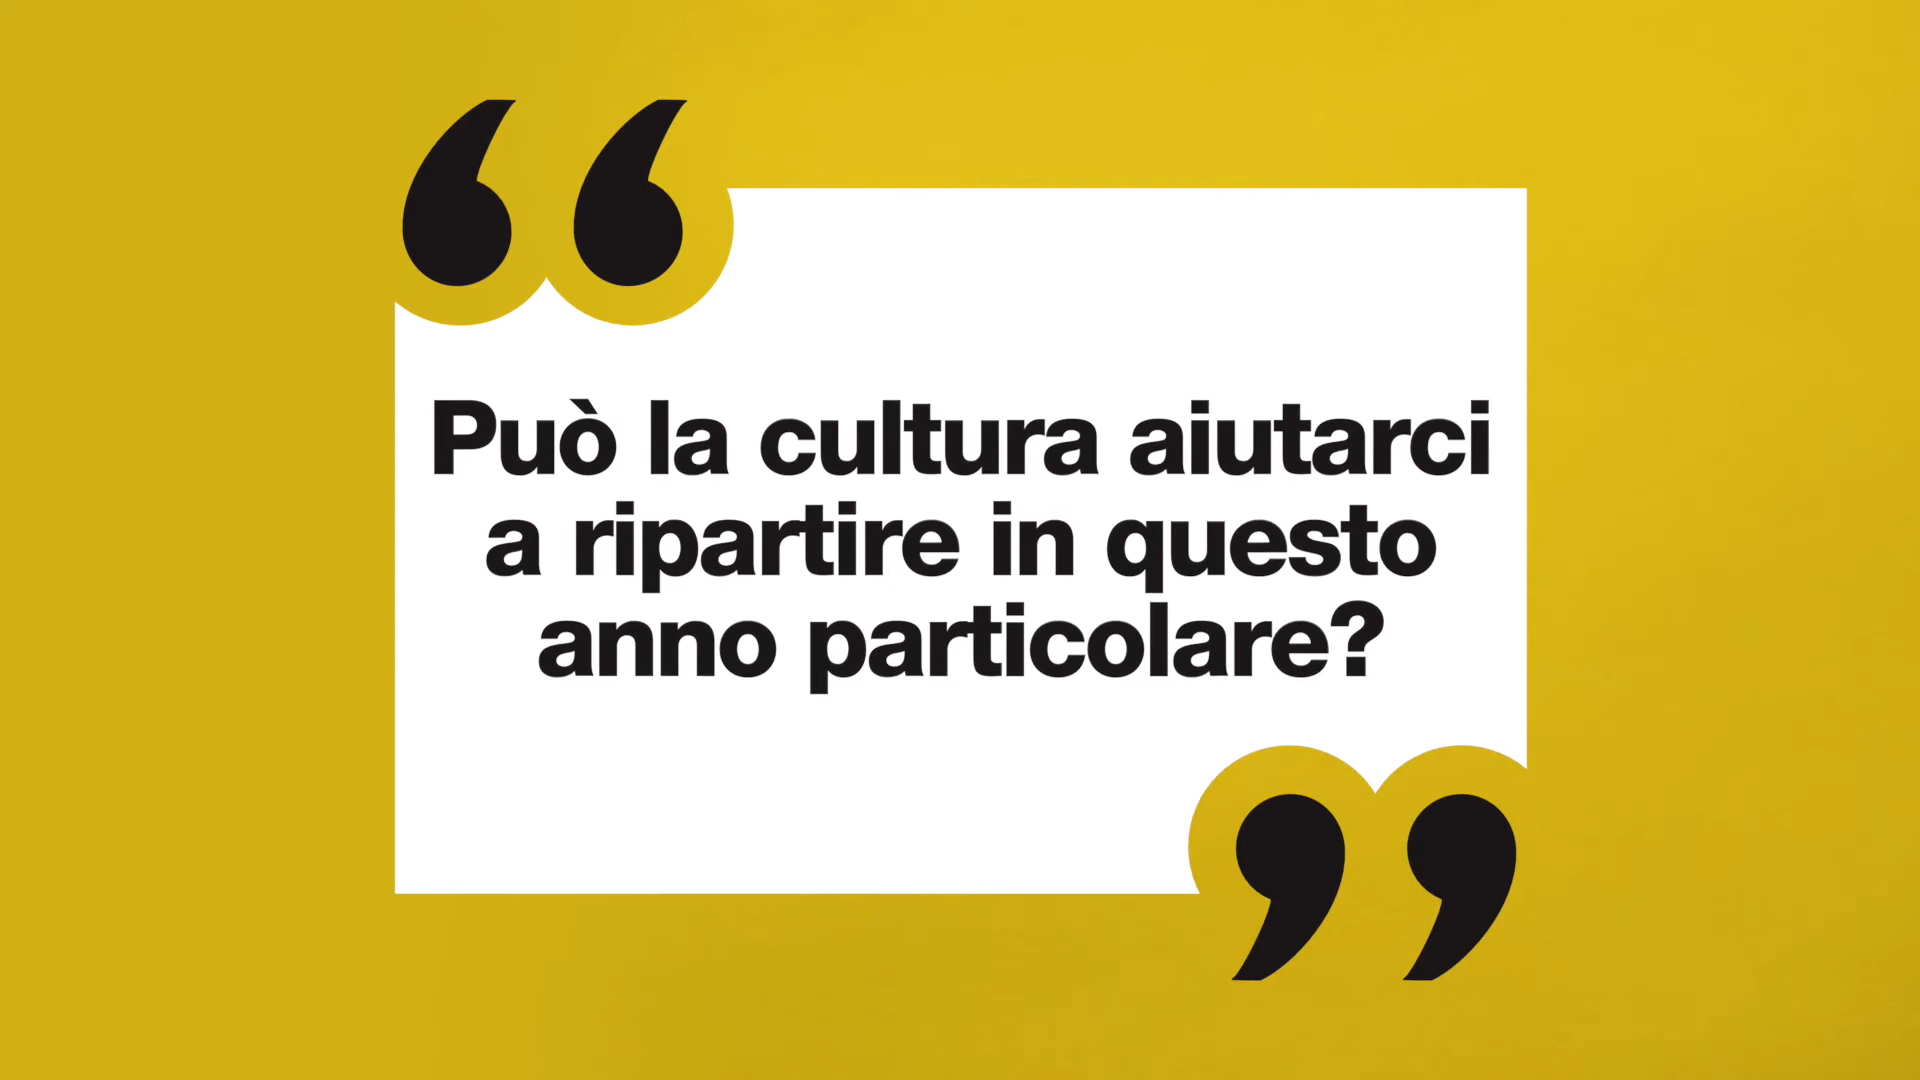 “
Può la cultura aiutarci
a ripartire in questo
anno particolare?
”